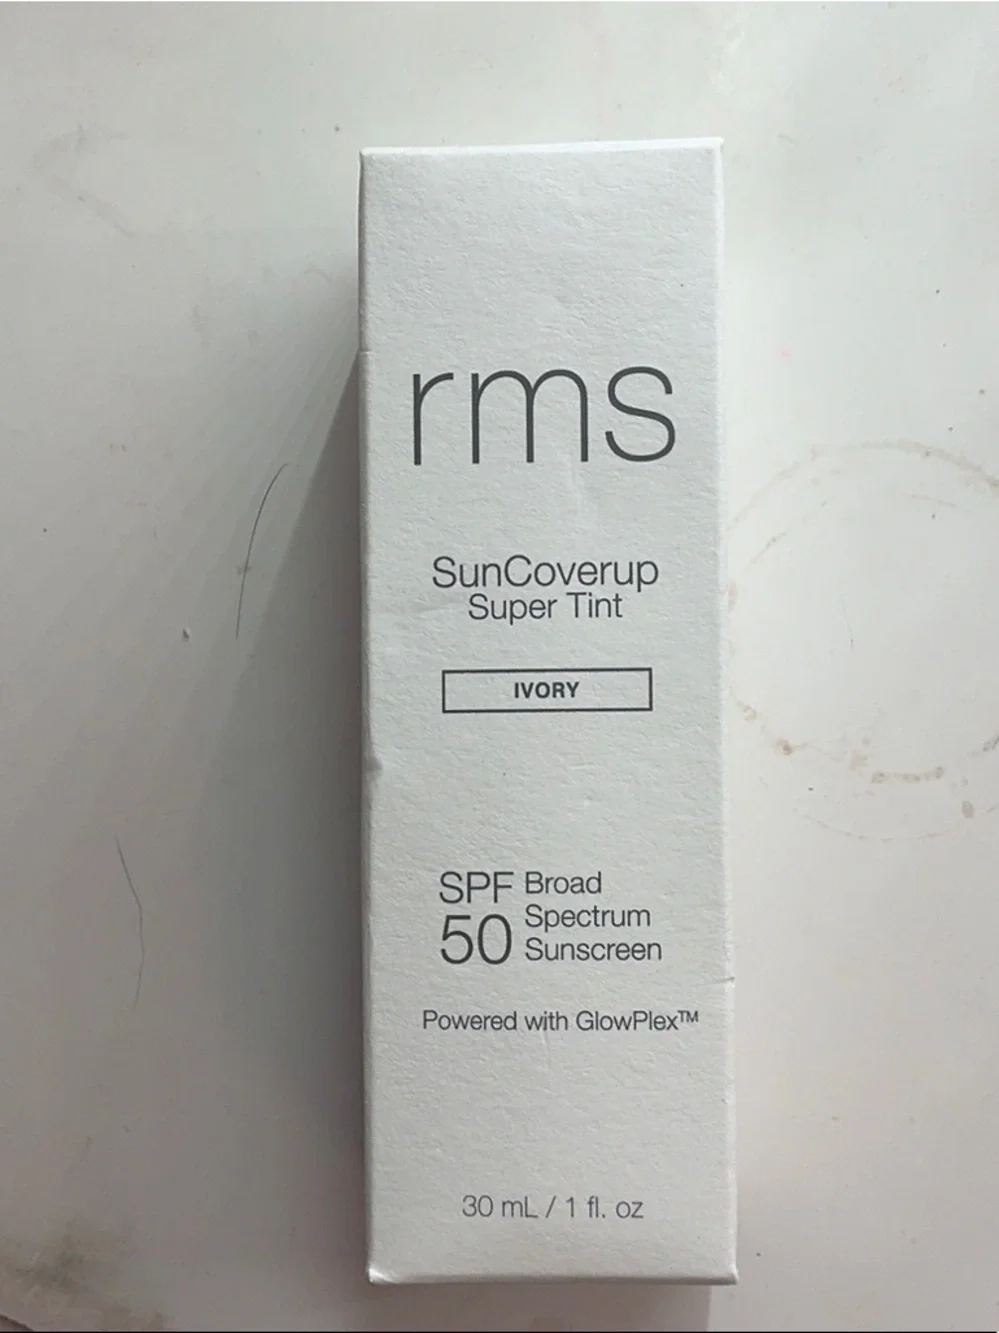 rms
SunCoverup
Super Tint
IVORY
SPF
50
Broad
Spectrum
Sunscreen
Powered with GlowPlex™
30 mL / 1 fl. oz